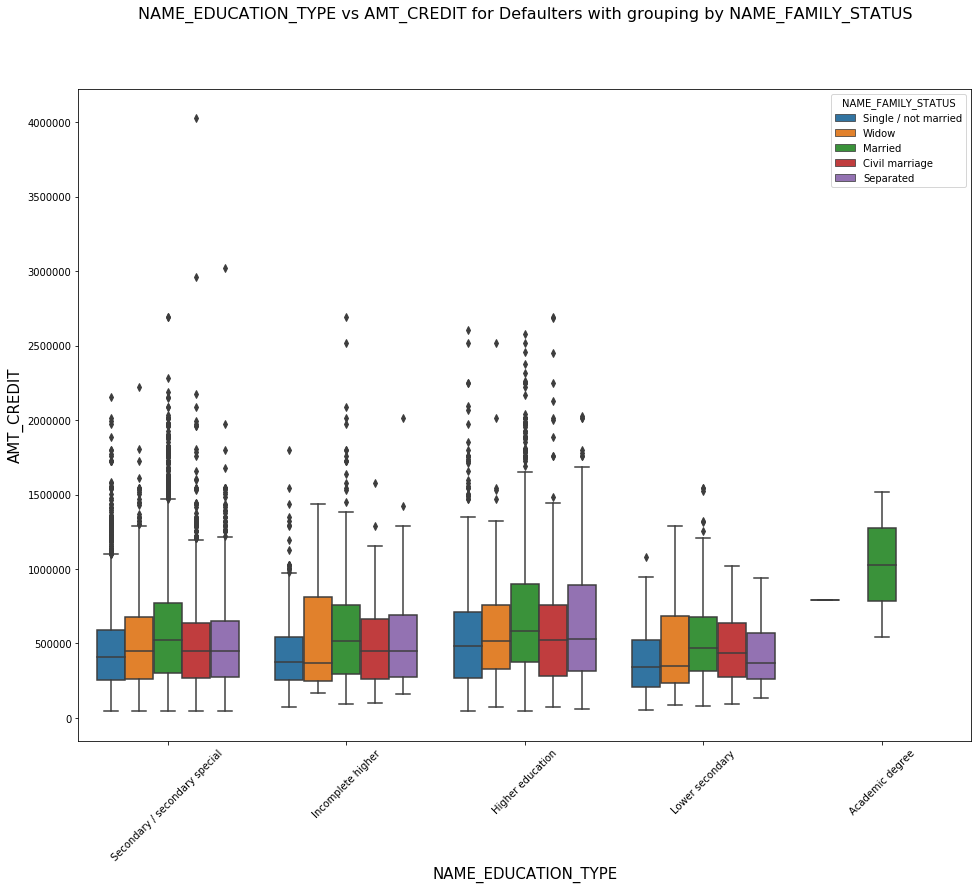 NAME_EDUCATION_TYPE vs AMT_CREDIT for Defaulters with grouping by NAME_FAMILY_STATUS
NAME_FAMILY_STATUS
Single / not married
Widow
Married
Civil marriage
Separated
AMT_CREDIT
4000000
3500000
3000000
2500000
2000000
1500000
1000000
500000
0
Secondary / secondary special
Incomplete higher
Higher education
Lower secondary
Academic degree
NAME_EDUCATION_TYPE